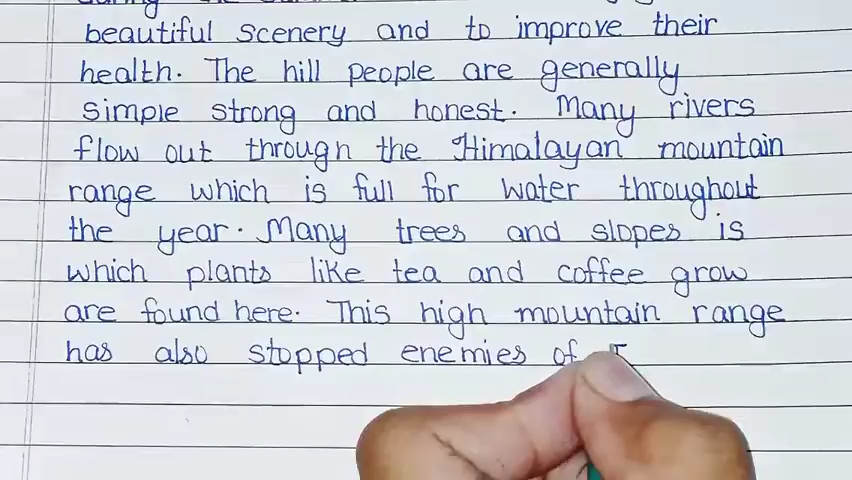 beautiful scenery and to improve their
health. The hill people are generally
simple strong and honest. Many rivers
flow out through the Himalayan mountain
range which is full for water throughout
the year. Many trees and slopes is
which plants like tea and coffee grow
are found here. This high mountain range
has also stopped enemies of